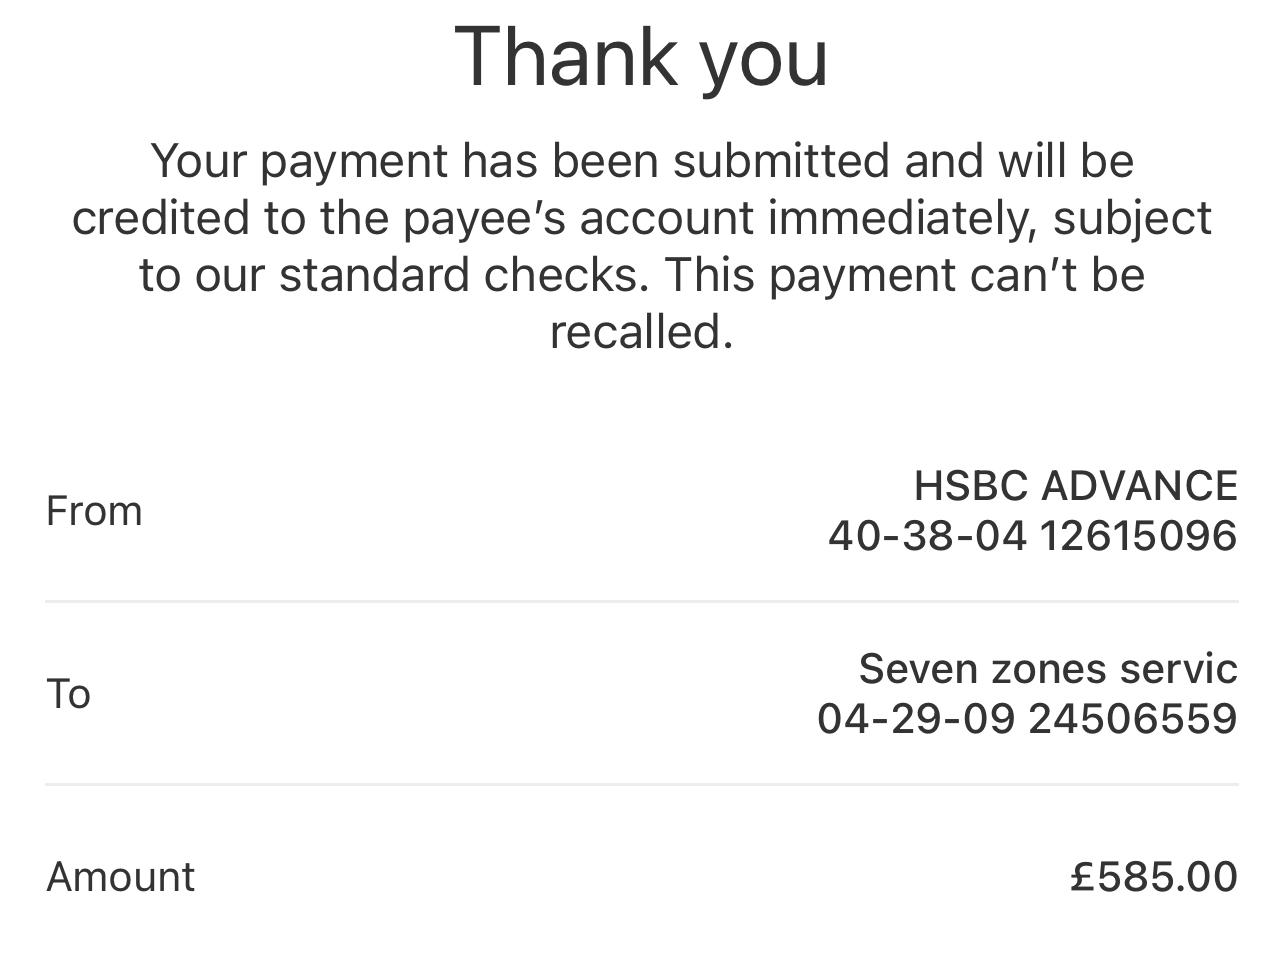 Thank you
Your payment has been submitted and will be
credited to the payee’s account immediately, subject
to our standard checks. This payment can’t be
recalled.
From
HSBC ADVANCE
40-38-04 12615096
To
Seven zones servic
04-29-09 24506559
Amount
£585.00